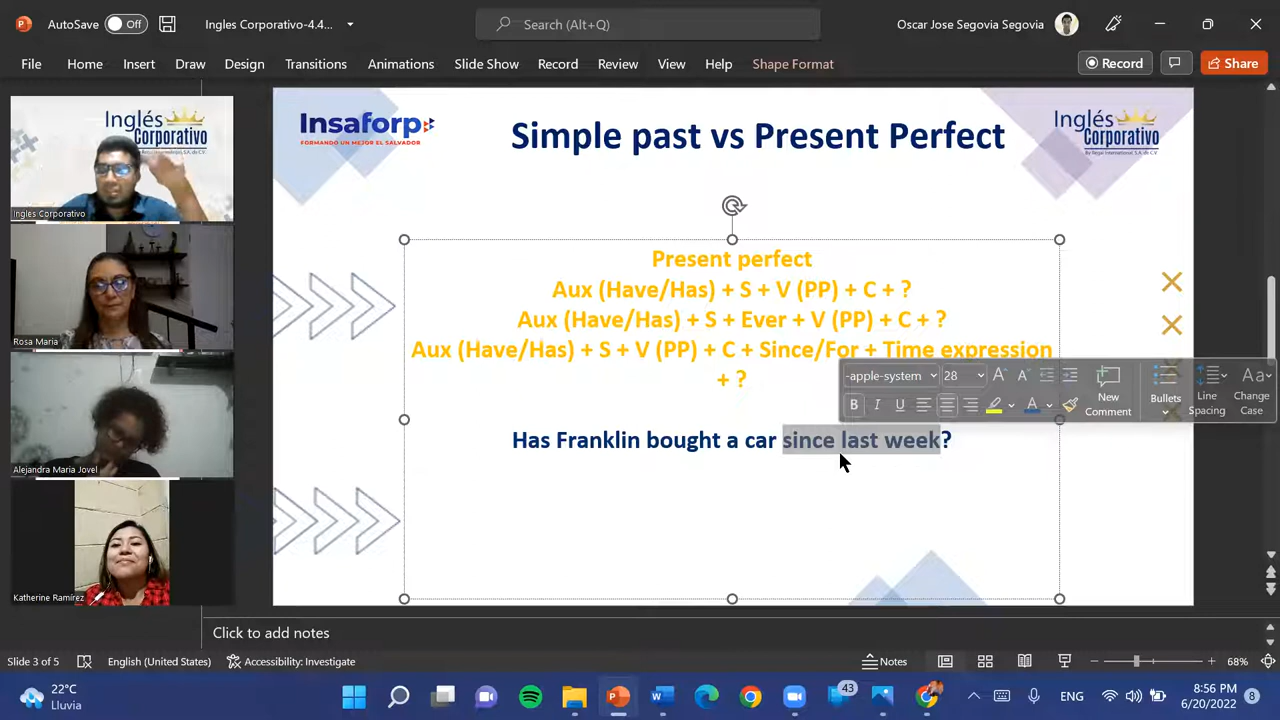 AutoSave Off Ingles Corporativo-4.4... Search (Alt+Q) Oscar Jose Segovia Segovia
File Home Insert Draw Design Transitions Animations Slide Show Record Review View Help Shape Format Record Share
Inglés Corporativo
Ingles Corporativo
Rosa Maria
Alejandra Maria Jovel
Katherine Ramírez
Insaforp
FORMANDO UN MEJOR EL SALVADOR
Simple past vs Present Perfect
Inglés Corporativo
Present perfect
Aux (Have/Has) + S + V (PP) + C + ?
Aux (Have/Has) + S + Ever + V (PP) + C + ?
Aux (Have/Has) + S + V (PP) + C + Since/For + Time expression
+ ?
-apple-system 28
New Comment
Bullets
Line Spacing
Change Case
Has Franklin bought a car since last week?
Click to add notes
Slide 3 of 5 English (United States) Accessibility: Investigate Notes 68%
22°C
Lluvia
43
ENG
8:56 PM
6/20/2022
8